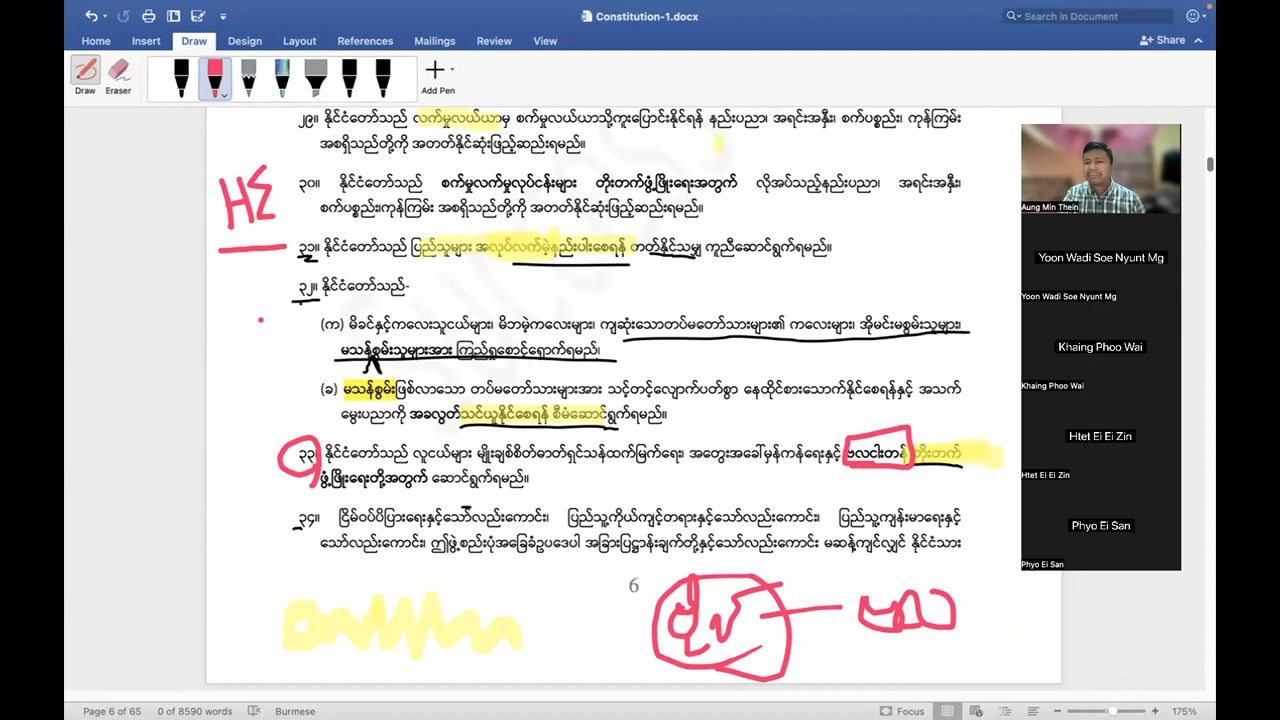 Constitution-1.docx
Search in Document
Home Insert Draw Design Layout References Mailings Review View
Share
Draw Eraser Add Pen
၂၉။ နိုင်ငံတော်သည် လက်မှုလယ်ယာမှ စက်မှုလယ်ယာသို့ကူးပြောင်းနိုင်ရန် နည်းပညာ၊ အရင်းအနှီး၊ စက်ပစ္စည်း၊ ကုန်ကြမ်း
အစရှိသည်တို့ကို အတတ်နိုင်ဆုံးဖြည့်ဆည်းရမည်။
၃၀။ နိုင်ငံတော်သည် စက်မှုလက်မှုလုပ်ငန်းများ တိုးတက်ဖွံ့ဖြိုးရေးအတွက် လိုအပ်သည့်နည်းပညာ၊ အရင်းအနှီး၊
စက်ပစ္စည်း၊ကုန်ကြမ်း အစရှိသည်တို့ကို အတတ်နိုင်ဆုံးဖြည့်ဆည်းရမည်။
၃၁။ နိုင်ငံတော်သည် ပြည်သူများ အလုပ်လက်မဲ့နည်းပါးစေရန် တတ်နိုင်သမျှ ကူညီဆောင်ရွက်ရမည်။
၃၂။ နိုင်ငံတော်သည်-
(က) မိခင်နှင့်ကလေးသူငယ်များ၊ မိဘမဲ့ကလေးများ၊ ကျဆုံးသောတပ်မတော်သားများ၏ ကလေးများ၊ အိုမင်းမစွမ်းသူများ၊
မသန်စွမ်းသူများအား ကြည့်ရှုစောင့်ရှောက်ရမည်၊
(ခ) မသန်စွမ်းဖြစ်လာသော တပ်မတော်သားများအား သင့်တင့်လျောက်ပတ်စွာ နေထိုင်စားသောက်နိုင်စေရန်နှင့် အသက်
မွေးပညာကို အခလွတ်သင်ယူနိုင်စေရန် စီမံဆောင်ရွက်ရမည်။
၃၃။ နိုင်ငံတော်သည် လူငယ်များ မျိုးချစ်စိတ်ဓာတ်ရှင်သန်ထက်မြက်ရေး၊ အတွေးအခေါ်မှန်ကန်ရေးနှင့် ဗလငါးတန် တိုးတက်
ဖွံ့ဖြိုးရေးတို့အတွက် ဆောင်ရွက်ရမည်။
၃၄။ ငြိမ်ဝပ်ပိပြားရေးနှင့်သော်လည်းကောင်း၊ ပြည်သူ့ကိုယ်ကျင့်တရားနှင့်သော်လည်းကောင်း၊ ပြည်သူ့ကျန်းမာရေးနှင့်
သော်လည်းကောင်း၊ ဤဖွဲ့စည်းပုံအခြေခံဥပဒေပါ အခြားပြဋ္ဌာန်းချက်တို့နှင့်သော်လည်းကောင်း မဆန့်ကျင်လျှင် နိုင်ငံသား
6
Aung Min Thein
Yoon Wadi Soe Nyunt Mg
Yoon Wadi Soe Nyunt Mg
Khaing Phoo Wai
Khaing Phoo Wai
Htet Ei Ei Zin
Htet Ei Ei Zin
Phyo Ei San
Phyo Ei San
Page 6 of 65 0 of 8590 words Burmese Focus 175%